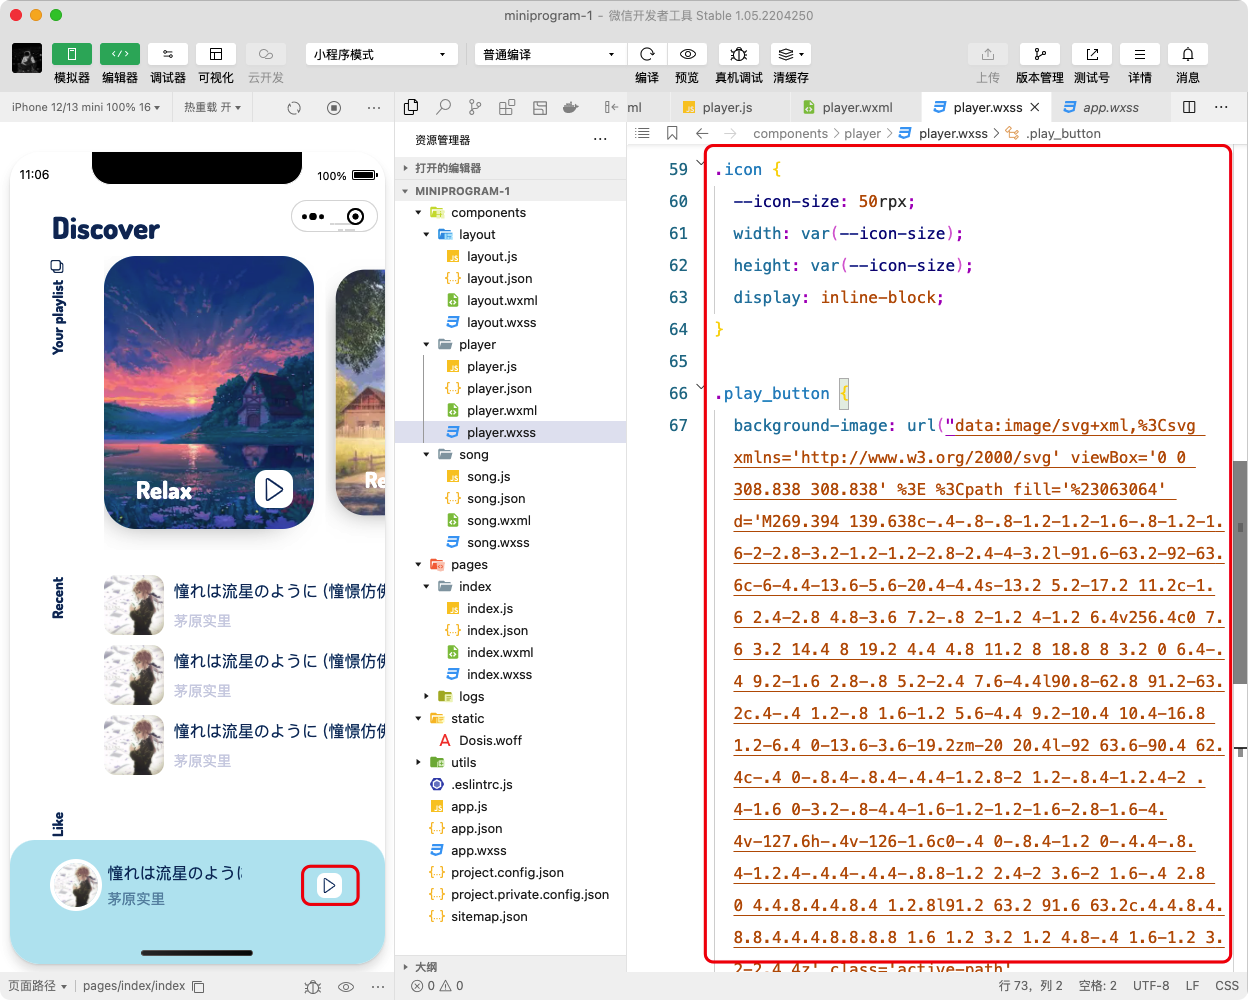 miniprogram-1 - 微信开发者工具 Stable 1.05.2204250
模拟器 编辑器 调试器 可视化 云开发
小程序模式
普通编译
编译 预览 真机调试 清缓存
上传 版本管理 测试号 详情 消息
iPhone 12/13 mini 100% 16
热重载 开
ml
player.js
player.wxml
player.wxss
app.wxss
components > player > player.wxss > .play_button
11:06
100%
Discover
Your playlist
Relax
Re
Recent
憧れは流星のように (憧憬仿佛
茅原实里
憧れは流星のように (憧憬仿佛
茅原实里
憧れは流星のように (憧憬仿佛
茅原实里
Like
憧れは流星のように
茅原实里
页面路径
pages/index/index
资源管理器
打开的编辑器
MINIPROGRAM-1
components
layout
layout.js
layout.json
layout.wxml
layout.wxss
player
player.js
player.json
player.wxml
player.wxss
song
song.js
song.json
song.wxml
song.wxss
pages
index
index.js
index.json
index.wxml
index.wxss
logs
static
Dosis.woff
utils
.eslintrc.js
app.js
app.json
app.wxss
project.config.json
project.private.config.json
sitemap.json
大纲
59 .icon {
60 --icon-size: 50rpx;
61 width: var(--icon-size);
62 height: var(--icon-size);
63 display: inline-block;
64 }
65
66 .play_button {
67 background-image: url("data:image/svg+xml,%3Csvg
xmlns='http://www.w3.org/2000/svg' viewBox='0 0
308.838 308.838' %3E %3Cpath fill='%23063064'
d='M269.394 139.638c-.4-.8-.8-1.2-1.2-1.6-.8-1.2-1.
6-2-2.8-3.2-1.2-1.2-2.8-2.4-4-3.2l-91.6-63.2-92-63.
6c-6-4.4-13.6-5.6-20.4-4.4s-13.2 5.2-17.2 11.2c-1.
6 2.4-2.8 4.8-3.6 7.2-.8 2-1.2 4-1.2 6.4v256.4c0 7.
6 3.2 14.4 8 19.2 4.4 4.8 11.2 8 18.8 8 3.2 0 6.4-.
4 9.2-1.6 2.8-.8 5.2-2.4 7.6-4.4l90.8-62.8 91.2-63.
2c.4-.4 1.2-.8 1.6-1.2 5.6-4.4 9.2-10.4 10.4-16.8
1.2-6.4 0-13.6-3.6-19.2zm-20 20.4l-92 63.6-90.4 62.
4c-.4 0-.8.4-.8.4-.4.4-1.2.8-2 1.2-.8.4-1.2.4-2 .
4-1.6 0-3.2-.8-4.4-1.6-1.2-1.2-1.6-2.8-1.6-4.
4v-127.6h-.4v-126-1.6c0-.4 0-.8.4-1.2 0-.4.4-.8.
4-1.2.4-.4.4-.4.4-.8.8-1.2 2.4-2 3.6-2 1.6-.4 2.8
0 4.4.8.4.4.8.4 1.2.8l91.2 63.2 91.6 63.2c.4.4.8.4.
8.8.4.4.4.8.8.8.8 1.6 1.2 3.2 1.2 4.8-.4 1.6-1.2 3.
2-2.4 4z' class='active-path'
0 0
行 73，列 2 空格: 2 UTF-8 LF CSS